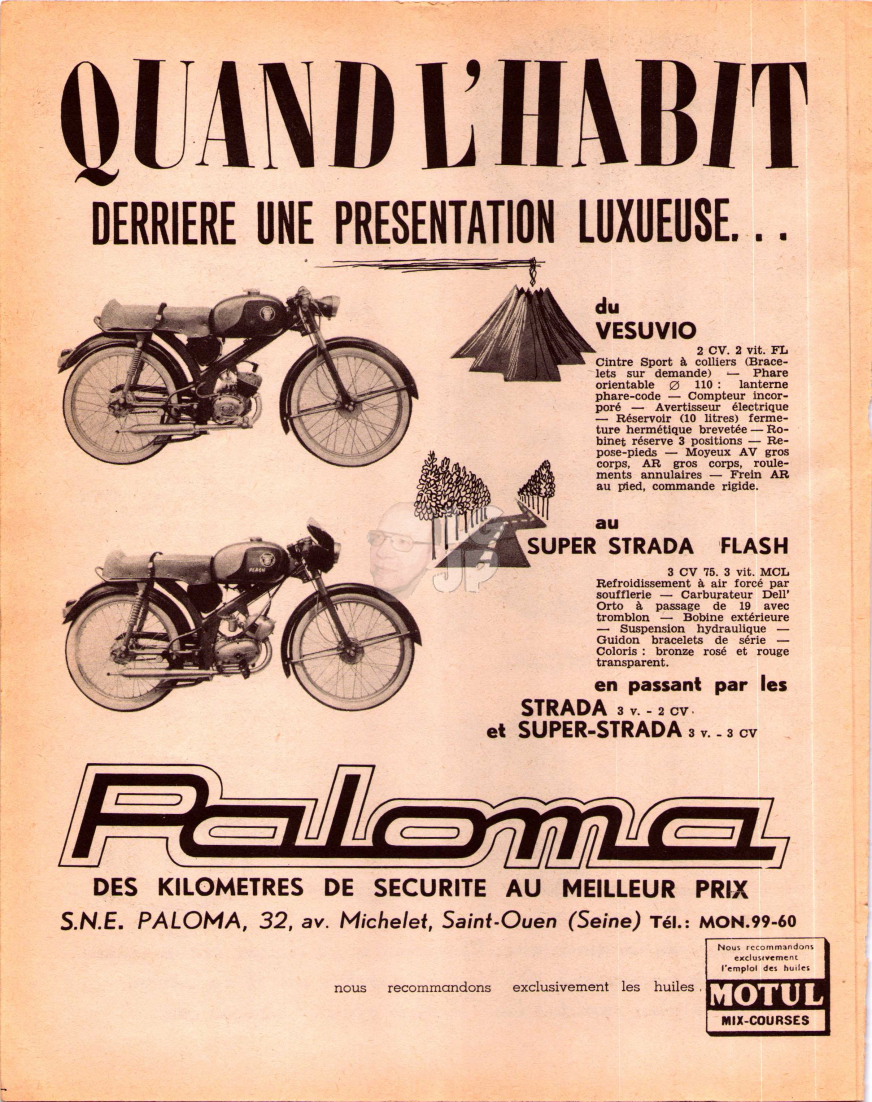 QUAND L'HABIT
DERRIERE UNE PRESENTATION LUXUEUSE...
du
VESUVIO
2 CV. 2 vit. FL
Cintre Sport à colliers (Brace-
lets sur demande) — Phare
orientable ∅ 110 : lanterne
phare-code — Compteur incor-
poré — Avertisseur électrique
— Réservoir (10 litres) ferme-
ture hermétique brevetée — Ro-
binet réserve 3 positions — Re-
pose-pieds — Moyeux AV gros
corps, AR gros corps, roule-
ments annulaires — Frein AR
au pied, commande rigide.
au
SUPER STRADA FLASH
3 CV 75. 3 vit. MCL
Refroidissement à air forcé par
soufflerie — Carburateur Dell'
Orto à passage de 19 avec
tromblon — Bobine extérieure
— Suspension hydraulique —
Guidon bracelets de série —
Coloris : bronze rosé et rouge
transparent.
FLASH
JP
en passant par les
STRADA 3 v. - 2 CV.
et SUPER-STRADA 3 v. - 3 CV
Paloma
DES KILOMETRES DE SECURITE AU MEILLEUR PRIX
S.N.E. PALOMA, 32, av. Michelet, Saint-Ouen (Seine) Tél.: MON.99-60
nous recommandons exclusivement les huiles
Nous recommandons
exclusivement
l'emploi des huiles
MOTUL
MIX-COURSES